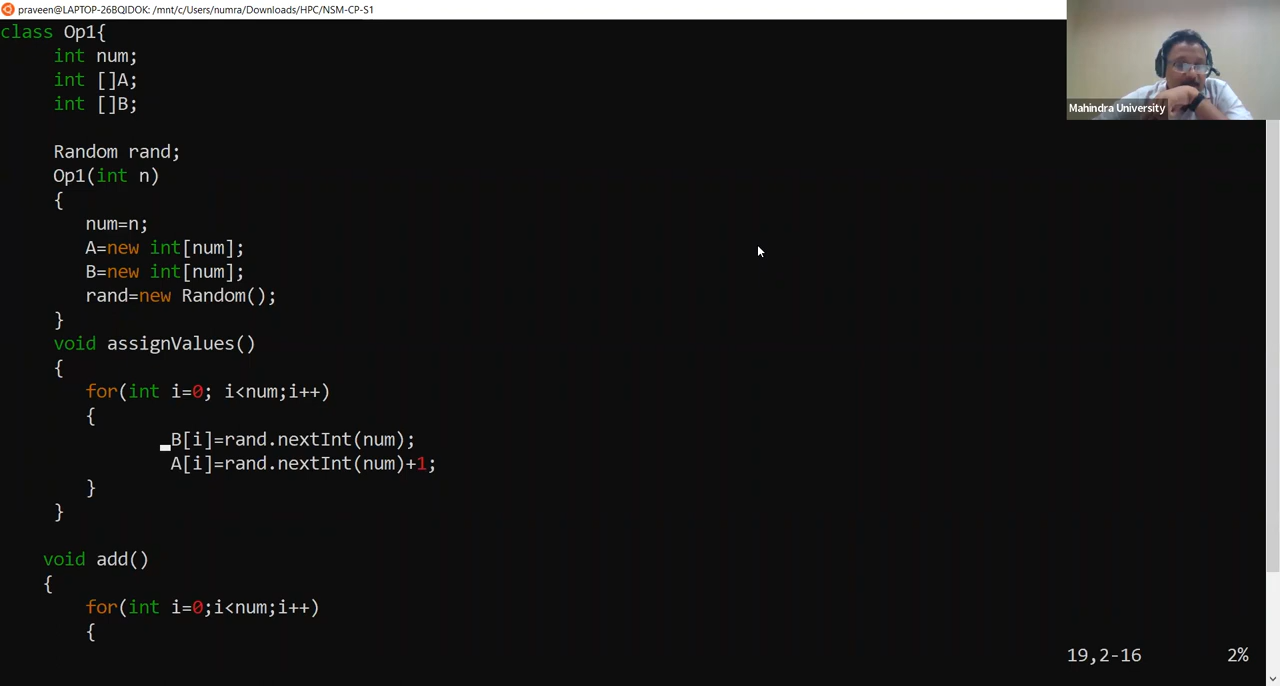 praveen@LAPTOP-26BQIDOK: /mnt/c/Users/numra/Downloads/HPC/NSM-CP-S1
class Op1{
int num;
int []A;
int []B;
Random rand;
Op1(int n)
{
num=n;
A=new int[num];
B=new int[num];
rand=new Random();
}
void assignValues()
{
for(int i=0; i<num;i++)
{
B[i]=rand.nextInt(num);
A[i]=rand.nextInt(num)+1;
}
}
void add()
{
for(int i=0;i<num;i++)
{
19,2-16 2%
Mahindra University